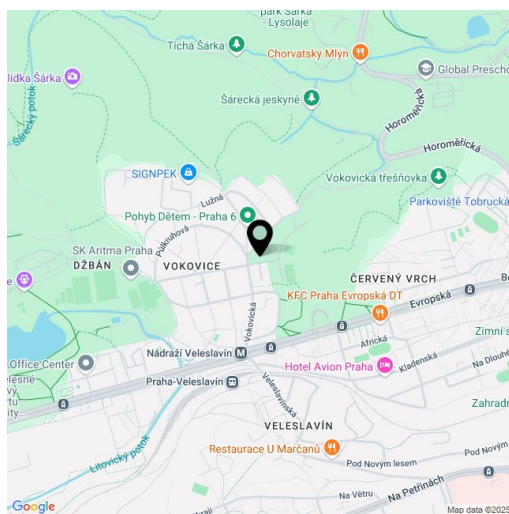 park Šárka
- Lysolaje
Tichá Šárka
Chorvatský Mlýn
Global Prescho
lídka Šárka
Šárecká jeskyně
Šárecký potok
Horoměřická
Horoměřická
SIGNPEK
Vokovická třešňovka
Lužná
Parkoviště Tobrucká
Pohyb Dětem - Praha 6
Půlkruhová
SK Aritma Praha
DŽBÁN
VOKOVICE
ČERVENÝ VRCH
KFC Praha Evropská DT
Evropská
Vokovická
Zimní s
Africká
Nádraží Veleslavín
Office Center
Hotel Avion Praha
Kladenská
Na Dlouhé
Praha-Veleslavín
Veleslavínská
Zahrad
VELESLAVÍN
Litovický potok
Restaurace U Marčanů
Pod Novým lesem
Pod Novým
Na Větru
Na Petřinách
Google
Map data ©2025